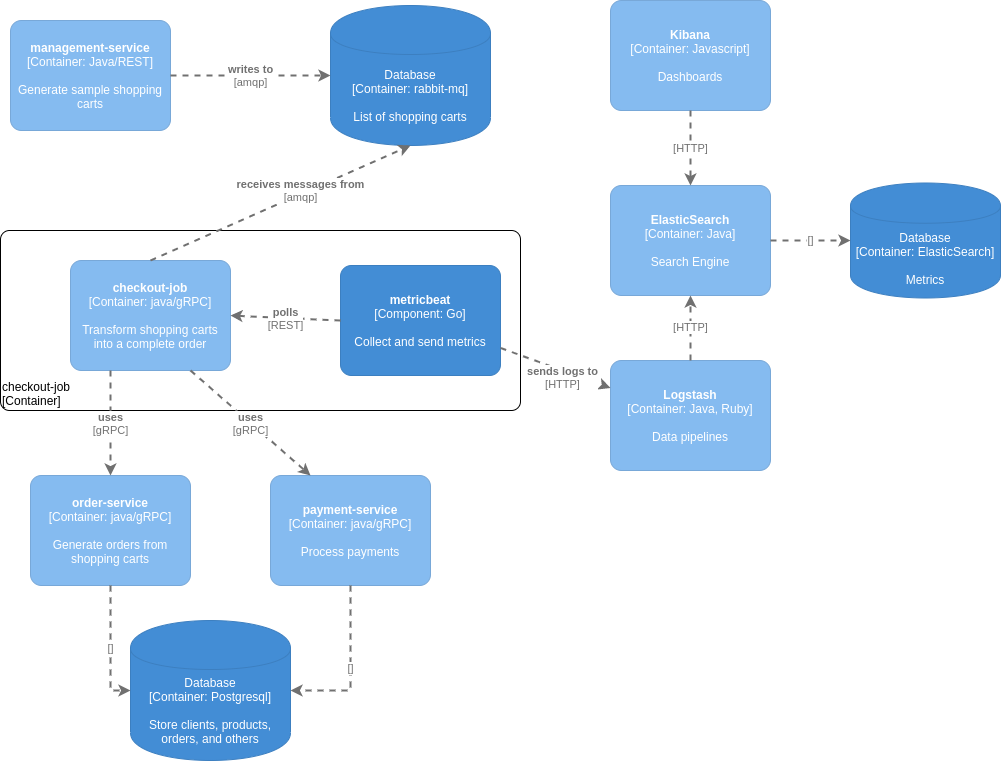 management-service
[Container: Java/REST]
Generate sample shopping
carts
writes to
[amqp]
Database
[Container: rabbit-mq]
List of shopping carts
Kibana
[Container: Javascript]
Dashboards
[HTTP]
receives messages from
[amqp]
ElasticSearch
[Container: Java]
Search Engine
[]
Database
[Container: ElasticSearch]
Metrics
checkout-job
[Container: java/gRPC]
Transform shopping carts
into a complete order
polls
[REST]
metricbeat
[Component: Go]
Collect and send metrics
[HTTP]
sends logs to
[HTTP]
Logstash
[Container: Java, Ruby]
Data pipelines
checkout-job
[Container]
uses
[gRPC]
uses
[gRPC]
order-service
[Container: java/gRPC]
Generate orders from
shopping carts
payment-service
[Container: java/gRPC]
Process payments
[]
[]
Database
[Container: Postgresql]
Store clients, products,
orders, and others